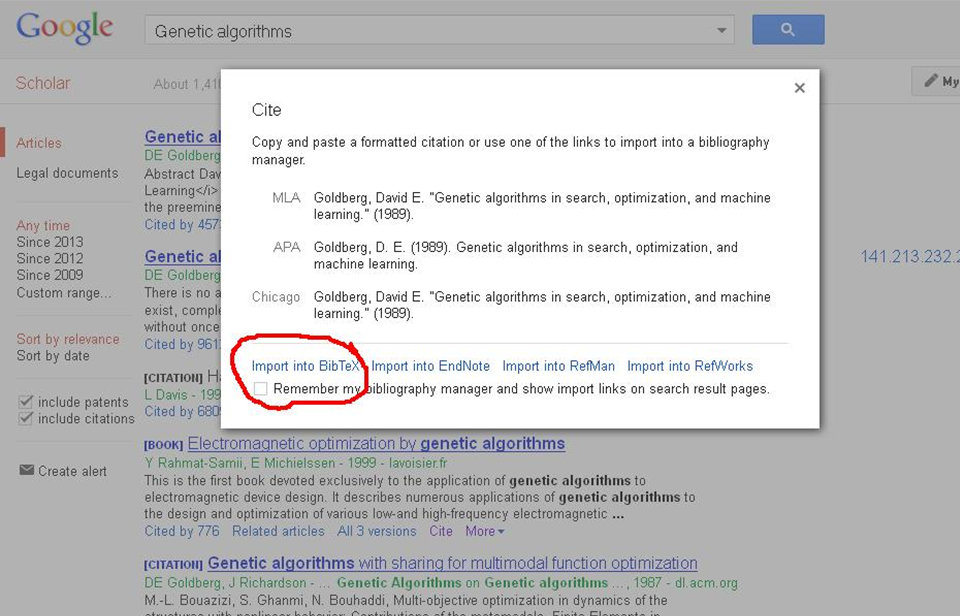 Google
Genetic algorithms
Scholar
About 1,41
My
Cite
Copy and paste a formatted citation or use one of the links to import into a bibliography
manager.
MLA Goldberg, David E. "Genetic algorithms in search, optimization, and machine
learning." (1989).
APA Goldberg, D. E. (1989). Genetic algorithms in search, optimization, and
machine learning.
Chicago Goldberg, David E. "Genetic algorithms in search, optimization, and machine
learning." (1989).
Import into BibTeX Import into EndNote Import into RefMan Import into RefWorks
Remember my bibliography manager and show import links on search result pages.
Articles
Legal documents
Any time
Since 2013
Since 2012
Since 2009
Custom range...
Sort by relevance
Sort by date
include patents
include citations
Create alert
Genetic al
DE Goldberg
Abstract Dav
Learning</i>
the preemine
Cited by 457
Genetic al
DE Goldberg
There is no a
exist, comple
without once
Cited by 961
141.213.232.2
[CITATION] Ha
L Davis - 199
Cited by 680
[BOOK] Electromagnetic optimization by genetic algorithms
Y Rahmat-Samii, E Michielssen - 1999 - lavoisier.fr
This is the first book devoted exclusively to the application of genetic algorithms to
electromagnetic device design. It describes numerous applications of genetic algorithms to
the design and optimization of various low-and high-frequency electromagnetic ...
Cited by 776 Related articles All 3 versions Cite More
[CITATION] Genetic algorithms with sharing for multimodal function optimization
DE Goldberg, J Richardson - ... Genetic Algorithms on Genetic algorithms ..., 1987 - dl.acm.org
M.-L. Bouazizi, S. Ghanmi, N. Bouhaddi, Multi-objective optimization in dynamics of the
structures with nonlinear behavior: Contributions of the metamodels, Finite Elements in